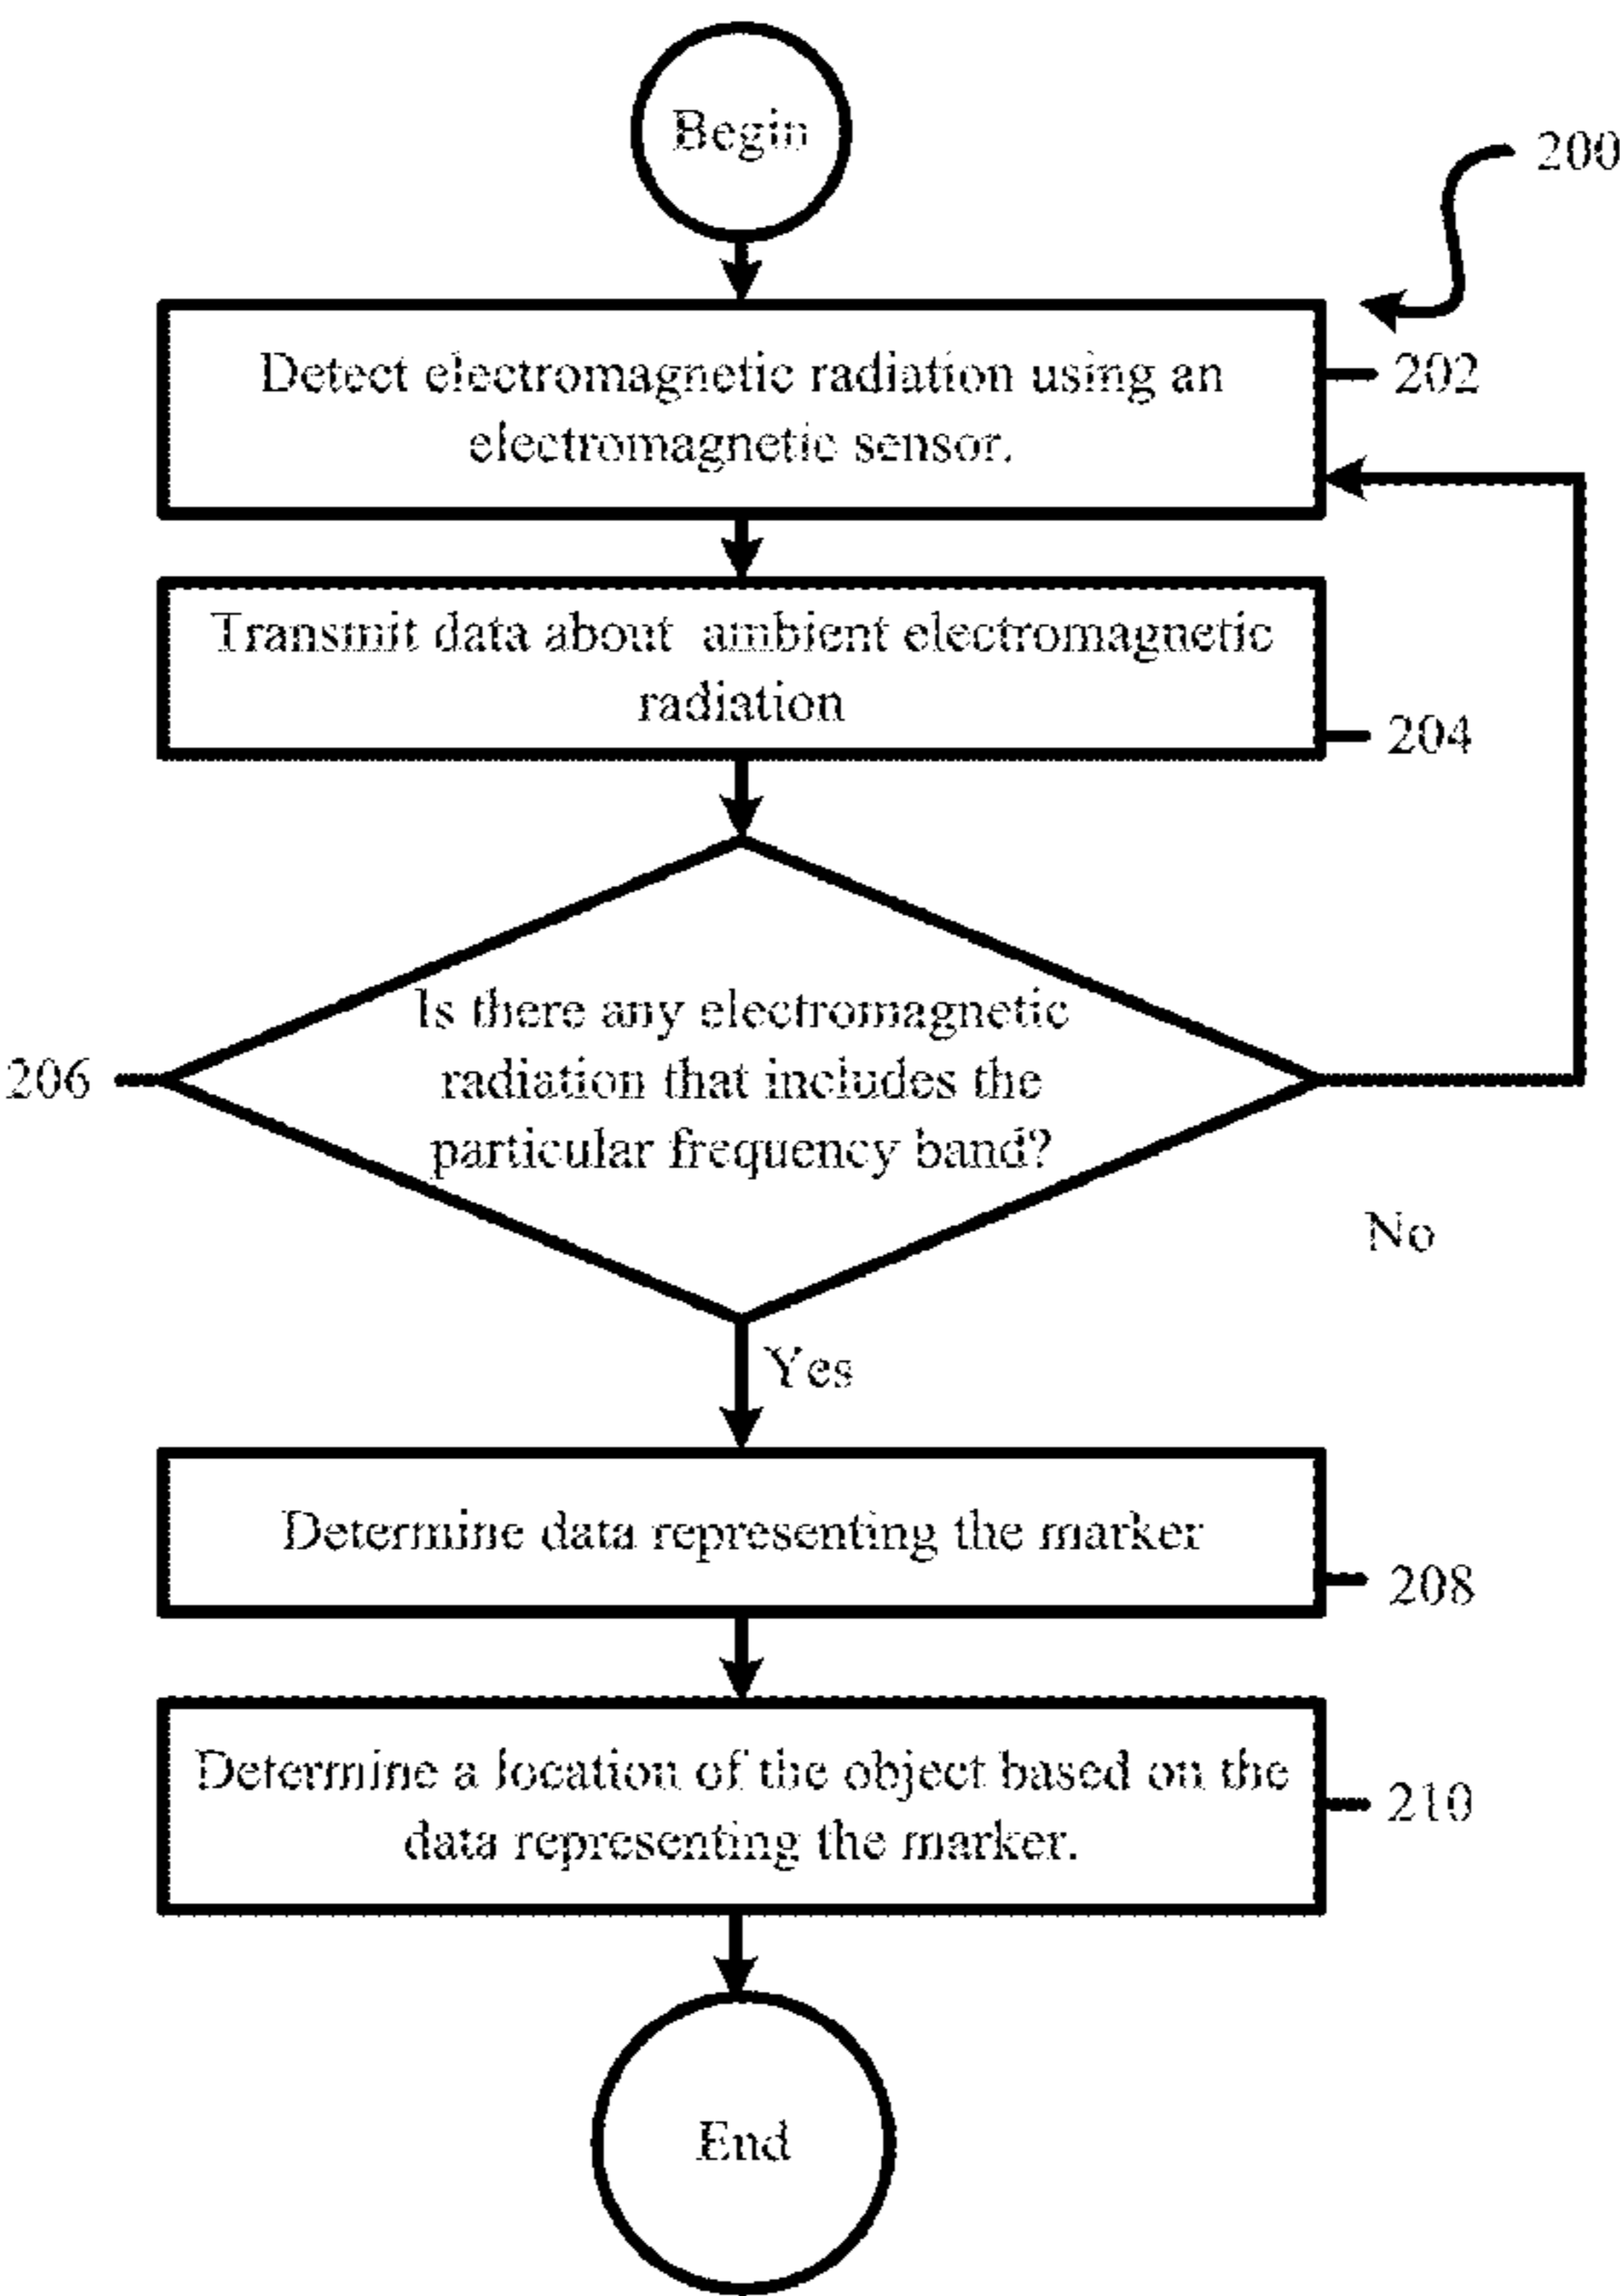 Begin
200
Detect electromagnetic radiation using an
electromagnetic sensor.
202
Transmit data about ambient electromagnetic
radiation
204
Is there any electromagnetic
radiation that includes the
particular frequency band?
206
No
Yes
Determine data representing the marker
208
Determine a location of the object based on the
data representing the marker.
210
End